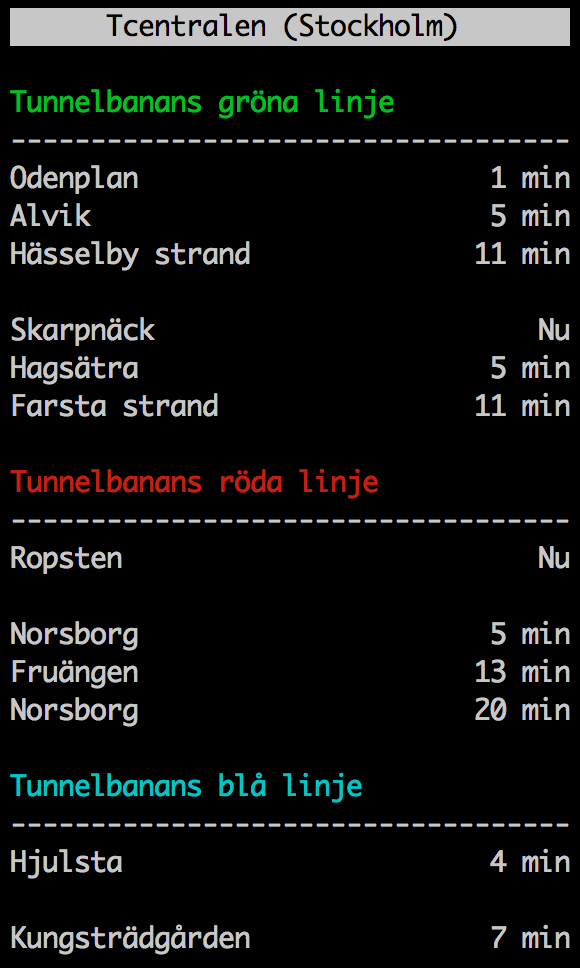 Tcentralen (Stockholm)
Tunnelbanans gröna linje
-----------------------------------
Odenplan 1 min
Alvik 5 min
Hässelby strand 11 min
Skarpnäck Nu
Hagsätra 5 min
Farsta strand 11 min
Tunnelbanans röda linje
-----------------------------------
Ropsten Nu
Norsborg 5 min
Fruängen 13 min
Norsborg 20 min
Tunnelbanans blå linje
-----------------------------------
Hjulsta 4 min
Kungsträdgården 7 min